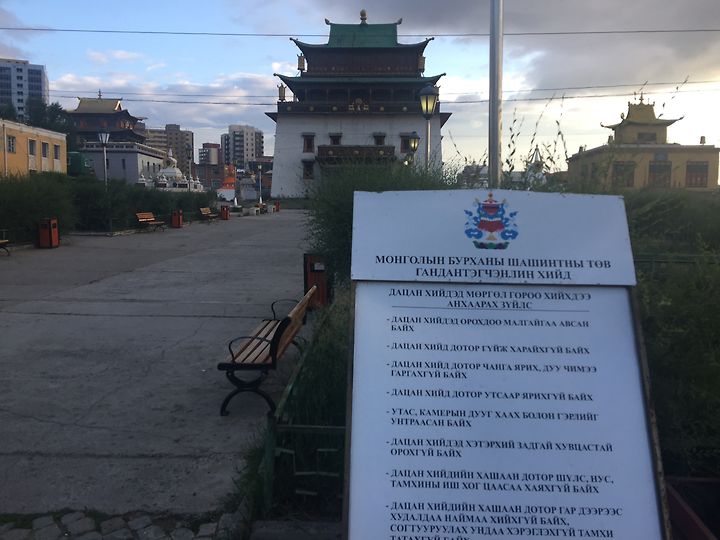 МОНГОЛЫН БУРХАНЫ ШАШИНТНЫ ТӨВ
ГАНДАНТЭГЧЭНЛИН ХИЙД
ДАЦАН ХИЙДЭД МӨРГӨЛ ГОРОО ХИЙХДЭЭ
АНХААРАХ ЗҮЙЛС
- ДАЦАН ХИЙДЭД ОРОХДОО МАЛГАЙГАА АВСАН
БАЙХ
- ДАЦАН ХИЙД ДОТОР ГҮЙЖ ХАРАЙХГҮЙ БАЙХ
- ДАЦАН ХИЙД ДОТОР ЧАНГА ЯРИХ, ДУУ ЧИМЭЭ
ГАРГАХГҮЙ БАЙХ
- ДАЦАН ХИЙД ДОТОР УТСААР ЯРИХГҮЙ БАЙХ
- УТАС, КАМЕРЫН ДУУГ ХААХ БОЛОН ГЭРЛИЙГ
УНТРААСАН БАЙХ
- ДАЦАН ХИЙДЭД ХЭТЭРХИЙ ЗАДГАЙ ХУВЦАСТАЙ
ОРОХГҮЙ БАЙХ
- ДАЦАН ХИЙДИЙН ХАШААН ДОТОР ШҮЛС, НУС,
ТАМХИНЫ ИШ ХОГ ЦААСАА ХАЯХГҮЙ БАЙХ
- ДАЦАН ХИЙДИЙН ХАШААН ДОТОР ГАР ДЭЭРЭЭС
ХУДАЛДАА НАЙМАА ХИЙХГҮЙ БАЙХ,
СОГТУУРУУЛАХ УНДАА ХЭРЭГЛЭХГҮЙ ТАМХИ
ТАТАХГҮЙ БАЙХ